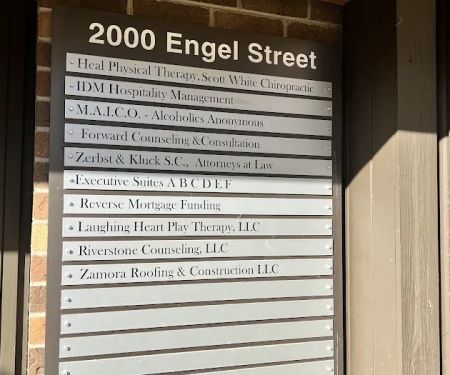 2000 Engel Street
Heal Physical Therapy, Scott White Chiropractic
IDM Hospitality Management
M.A.I.C.O. - Alcoholics Anonymous
Forward Counseling &Consultation
Zerbst & Kluck S.C., Attorneys at Law
Executive Suites A B C D E F
Reverse Mortgage Funding
Laughing Heart Play Therapy, LLC
Riverstone Counseling, LLC
Zamora Roofing & Construction LLC